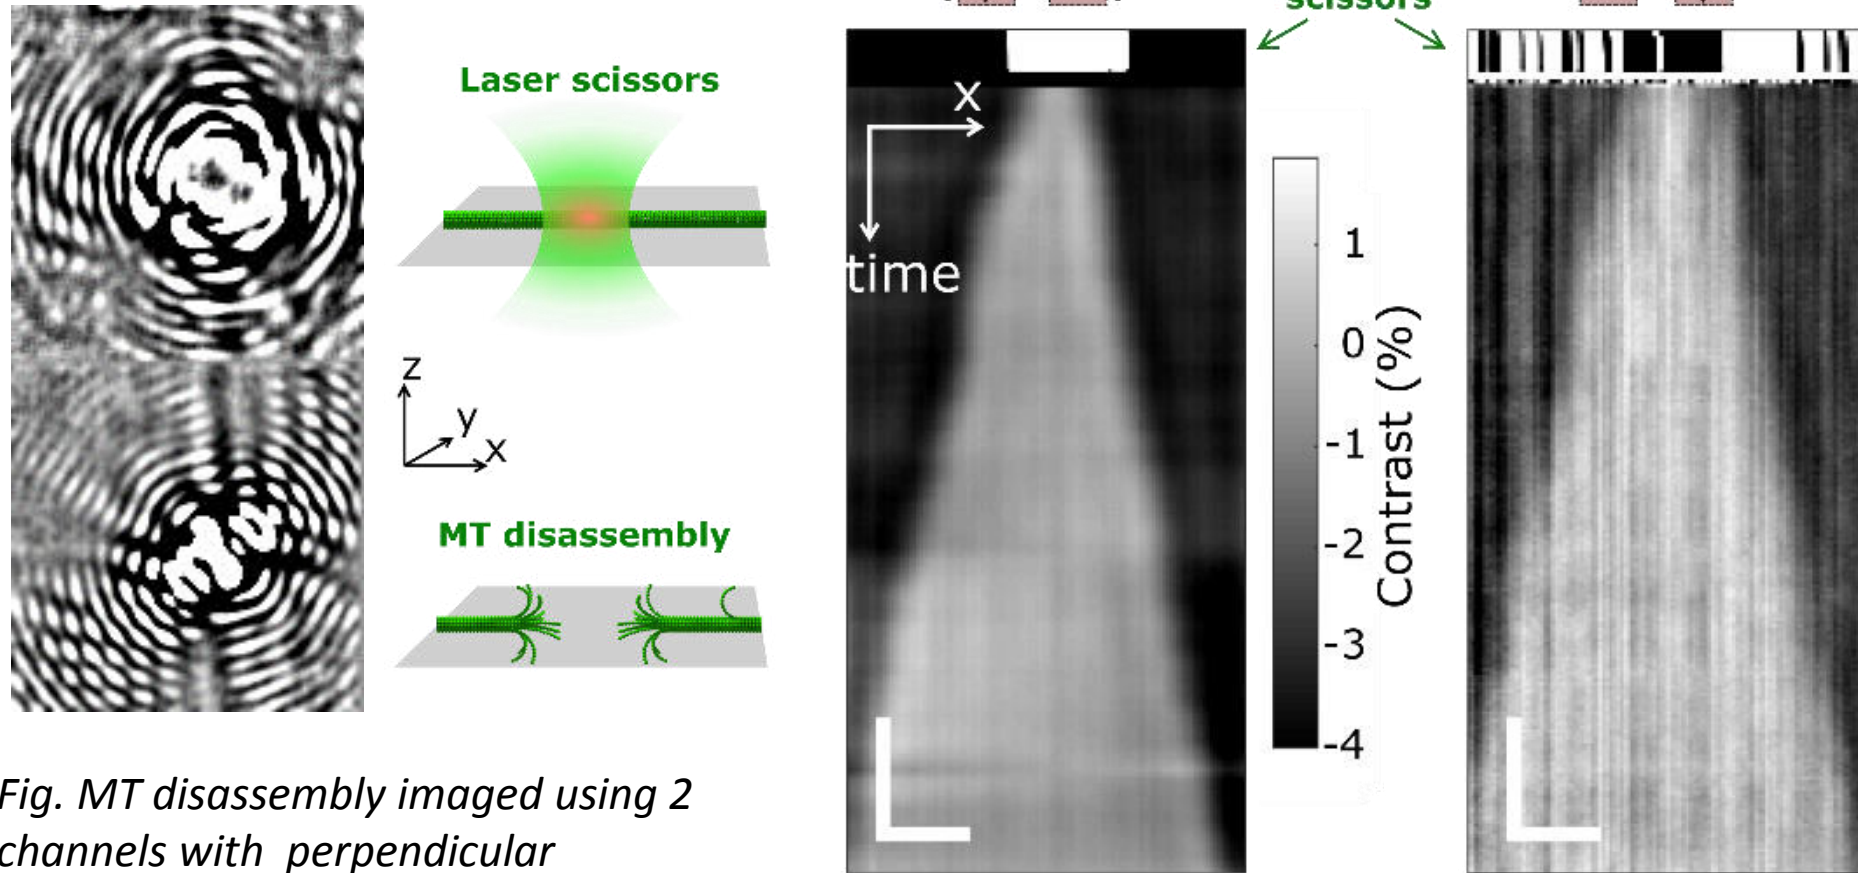 scissors
Laser scissors
x
time
z
y
x
MT disassembly
1
0
-1
-2
-3
-4
Contrast (%)
Fig. MT disassembly imaged using 2
channels with perpendicular